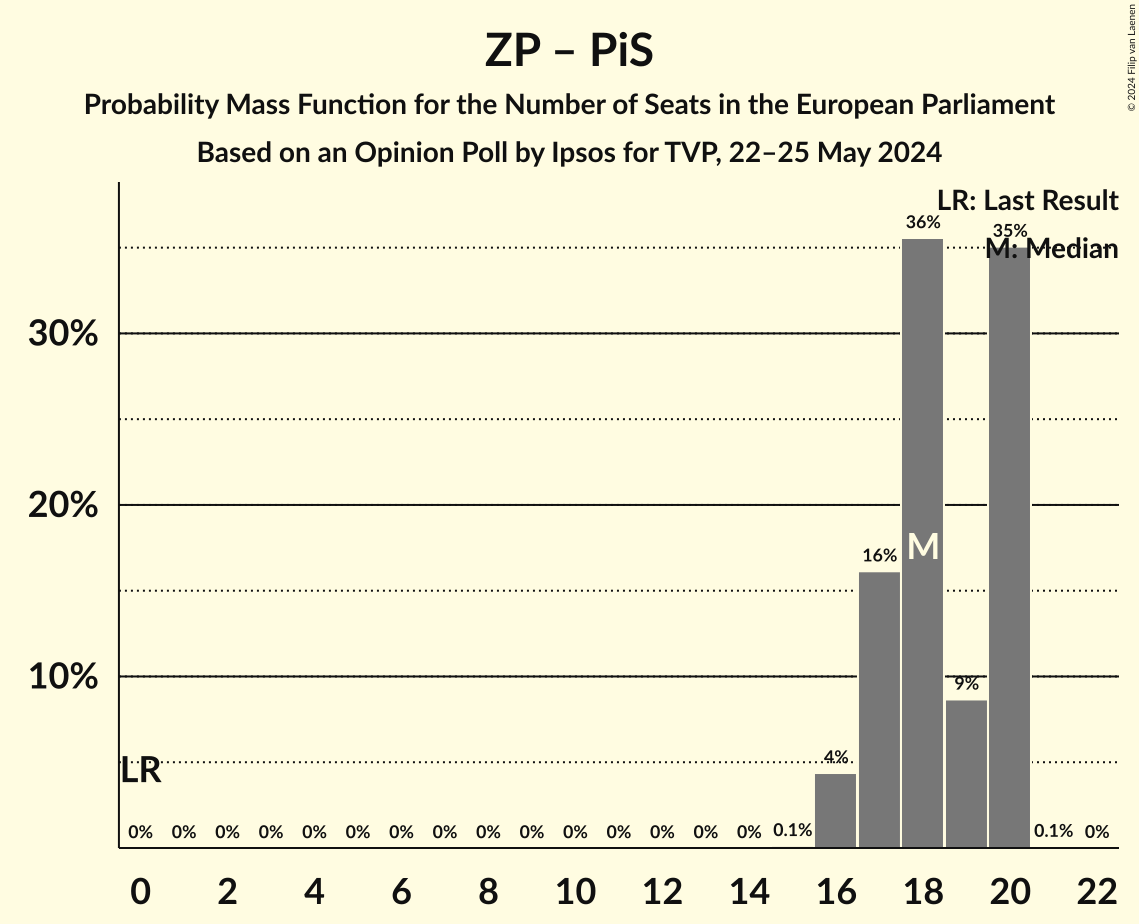 ZP – PiS
Probability Mass Function for the Number of Seats in the European Parliament
Based on an Opinion Poll by Ipsos for TVP, 22–25 May 2024
© 2024 Filip van Laenen
LR: Last Result
M: Median
36%
35%
30%
20%
M
16%
10%
9%
4%
LR
0% 0% 0% 0% 0% 0% 0% 0% 0% 0% 0% 0% 0% 0% 0% 0.1% 0.1% 0%
0 2 4 6 8 10 12 14 16 18 20 22